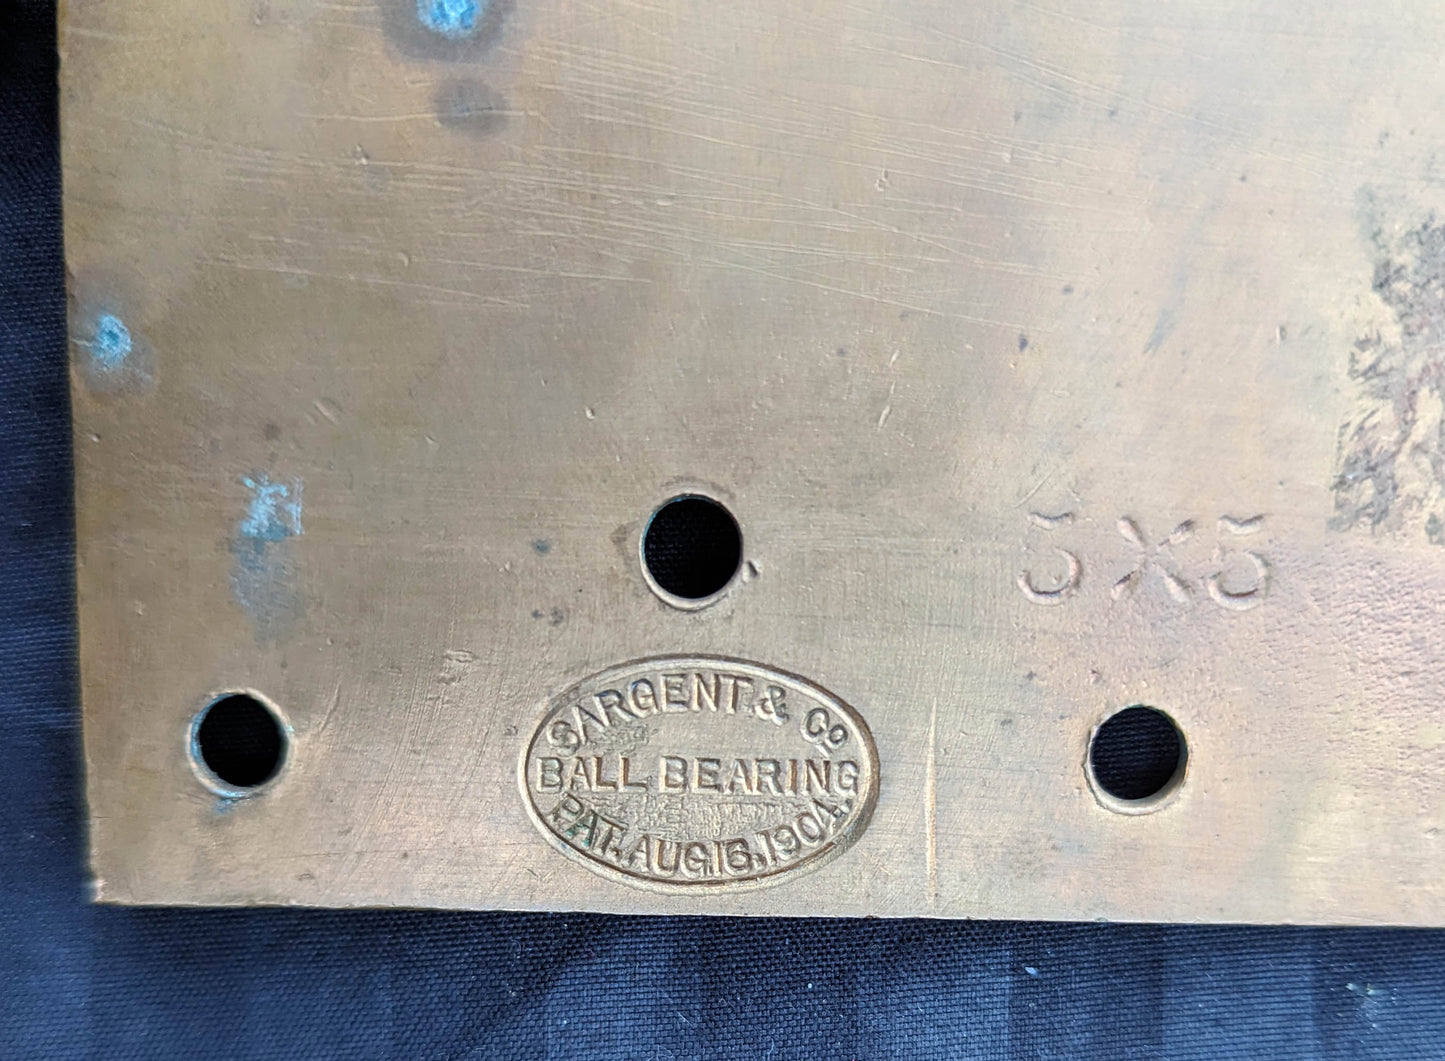 5X5
SARGENT & Co
BALL BEARING
PAT. AUG.16.1904.